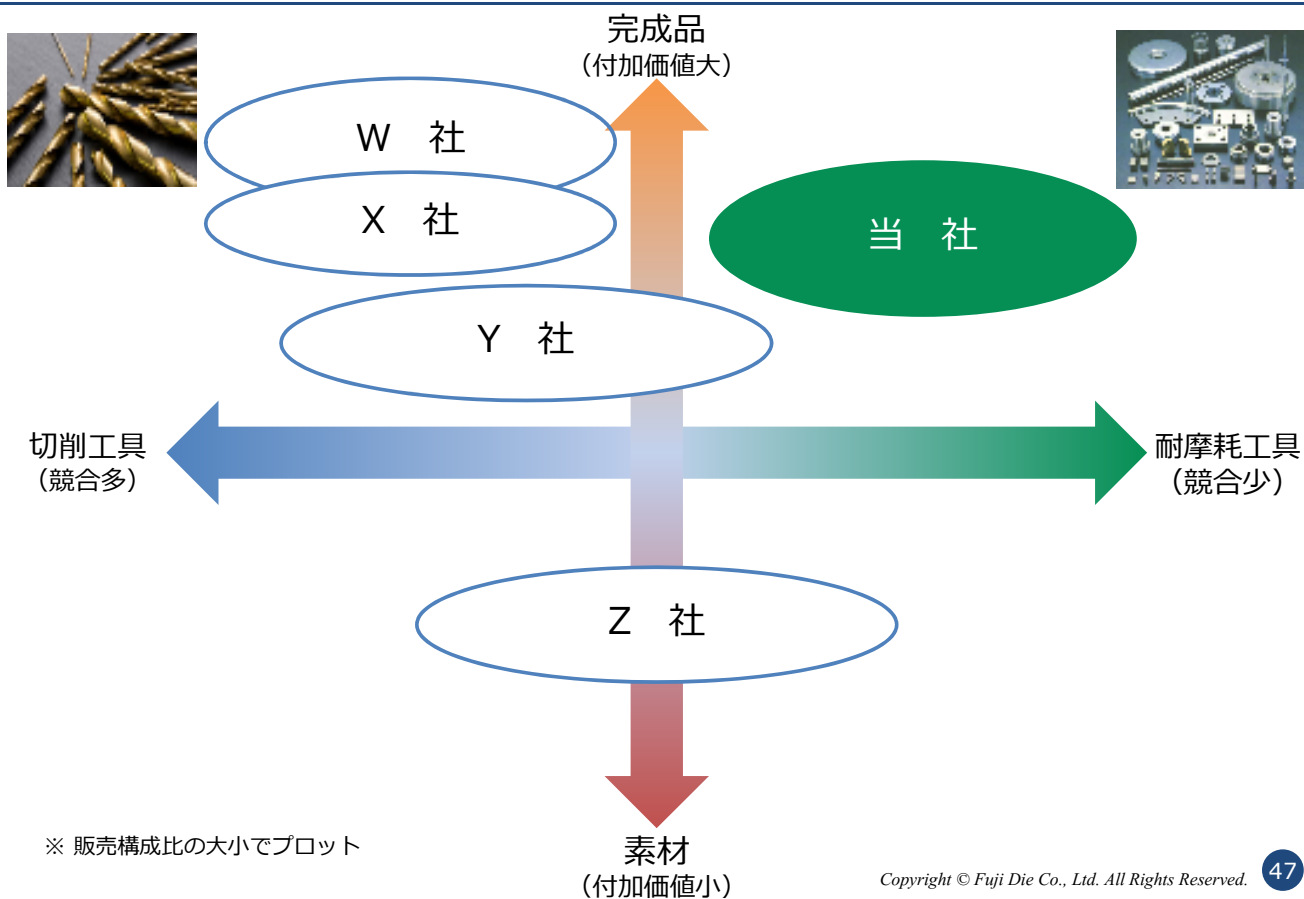 完成品
（付加価値大）
W 社
X 社
当 社
Y 社
切削工具
（競合多）
耐摩耗工具
（競合少）
Z 社
※ 販売構成比の大小でプロット
素材
（付加価値小）
Copyright © Fuji Die Co., Ltd. All Rights Reserved.
47